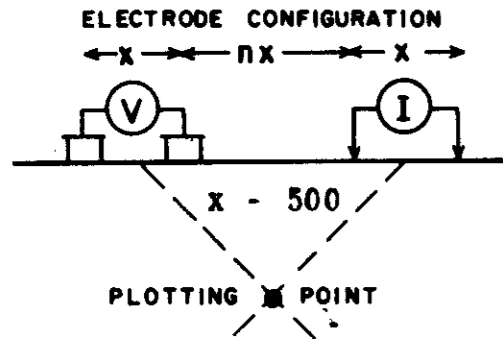 ELECTRODE CONFIGURATION
x nx x
V I
x - 500
PLOTTING POINT